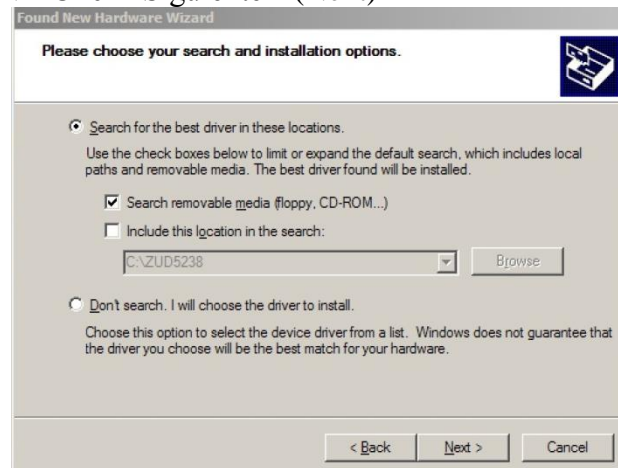 Found New Hardware Wizard
Please choose your search and installation options.
Search for the best driver in these locations.
Use the check boxes below to limit or expand the default search, which includes local
paths and removable media. The best driver found will be installed.
Search removable media (floppy, CD-ROM...)
Include this location in the search:
C:\ZUD5238
Browse
Don't search. I will choose the driver to install.
Choose this option to select the device driver from a list. Windows does not guarantee that
the driver you choose will be the best match for your hardware.
< Back Next > Cancel